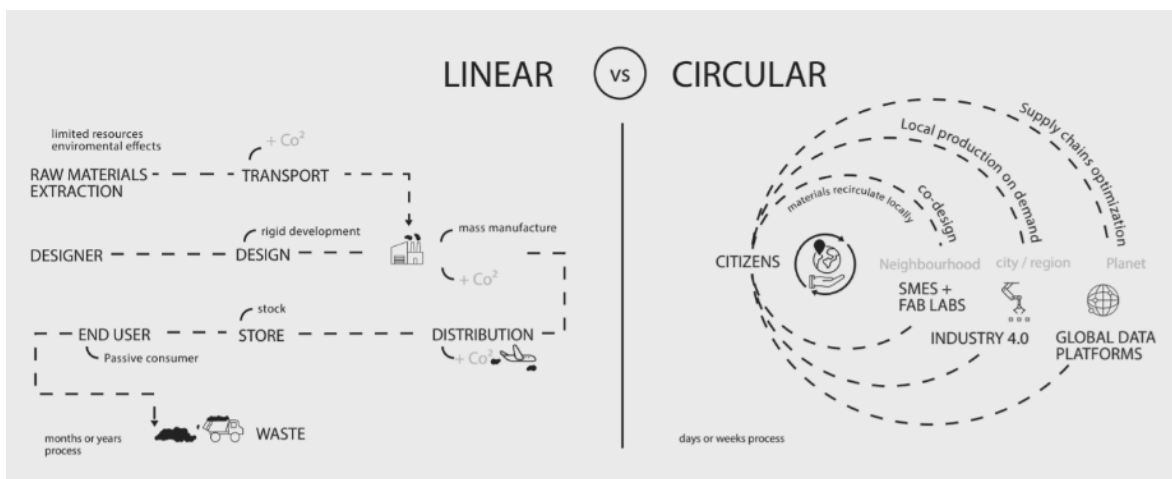 LINEAR vs CIRCULAR
limited resources
enviromental effects
+ Co²
RAW MATERIALS
EXTRACTION
TRANSPORT
DESIGNER
rigid development
DESIGN
mass manufacture
+ Co²
END USER
Passive consumer
stock
STORE
DISTRIBUTION
+ Co²
WASTE
months or years
process
Supply chains optimization
Local production on demand
co-design
materials recirculate locally
CITIZENS
Neighbourhood
city / region
Planet
SMES +
FAB LABS
INDUSTRY 4.0
GLOBAL DATA
PLATFORMS
days or weeks process